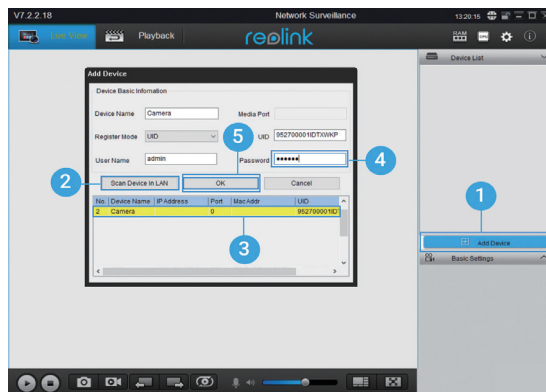 V7.2.2.18 Network Surveillance 13:20:15
Live View Playback reolink RAM CPU
Device List
Add Device
Device Basic Infomation
Device Name Camera Media Port
Register Mode UID UID 952700001IDTXWKP
User Name admin Password ••••••
5
4
2 Scan Device in LAN OK Cancel
1
No. Device Name IP Address Port MacAddr UID
2 Camera 0 952700001ID
3
Add Device
Basic Settings